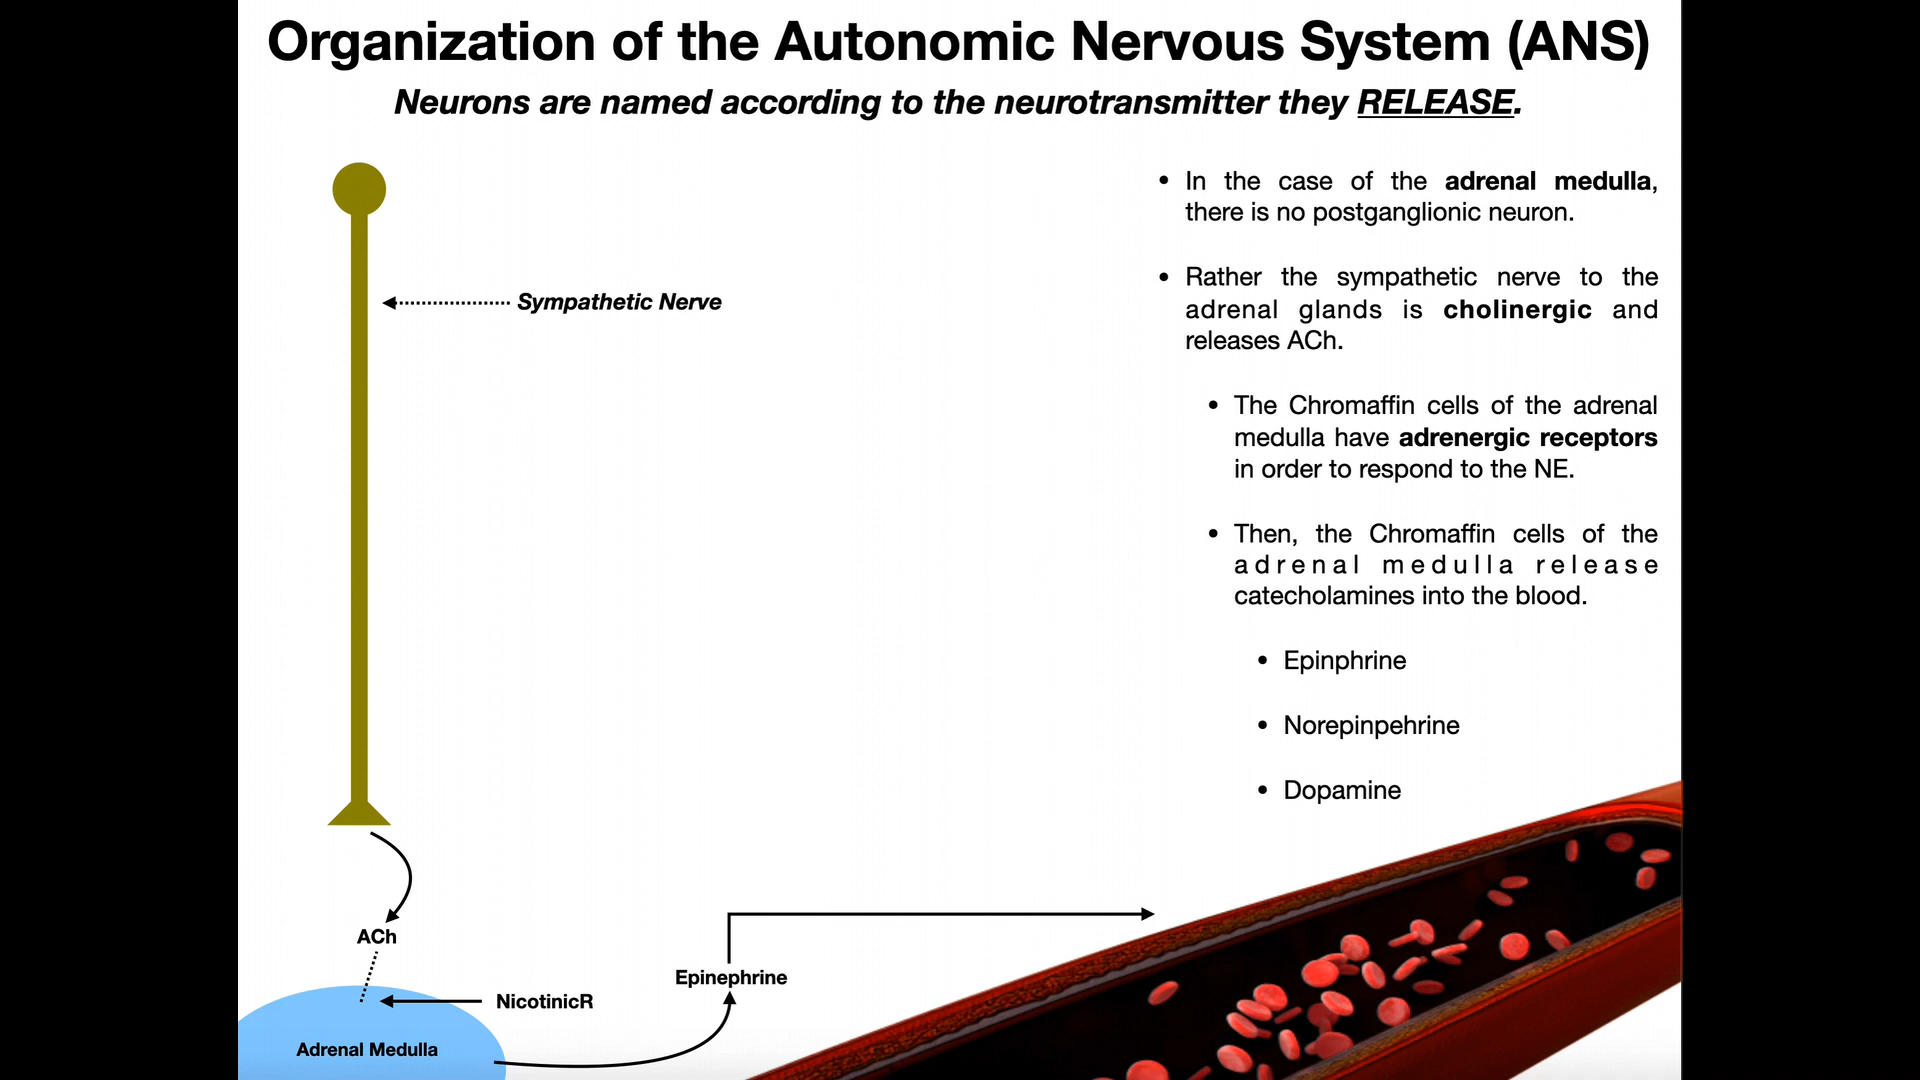 Organization of the Autonomic Nervous System (ANS)
Neurons are named according to the neurotransmitter they RELEASE.
Sympathetic Nerve
• In the case of the adrenal medulla,
there is no postganglionic neuron.
• Rather the sympathetic nerve to the
adrenal glands is cholinergic and
releases ACh.
• The Chromaffin cells of the adrenal
medulla have adrenergic receptors
in order to respond to the NE.
• Then, the Chromaffin cells of the
adrenal medulla release
catecholamines into the blood.
• Epinphrine
• Norepinpehrine
• Dopamine
ACh
Epinephrine
NicotinicR
Adrenal Medulla